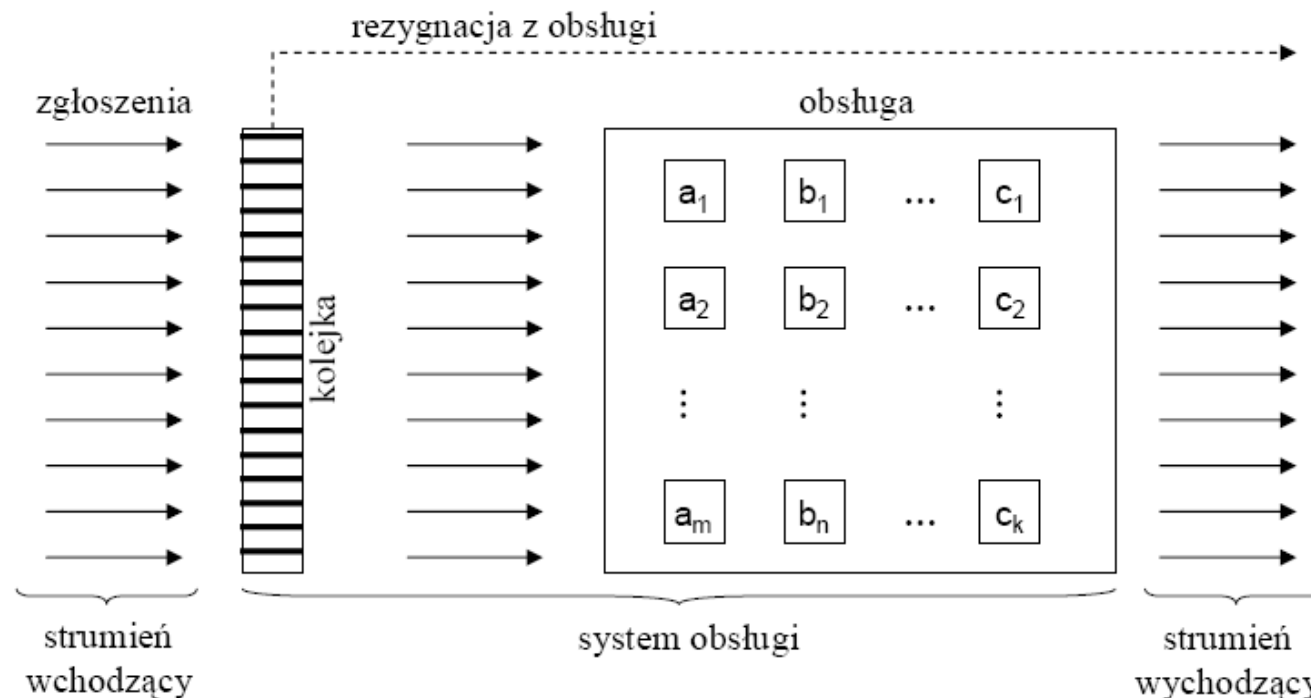 rezygnacja z obsługi
zgłoszenia
obsługa
kolejka
a₁ b₁ ... c₁
a₂ b₂ ... c₂
⋮ ⋮ ⋮
aₘ bₙ ... cₖ
strumień
wchodzący
system obsługi
strumień
wychodzący